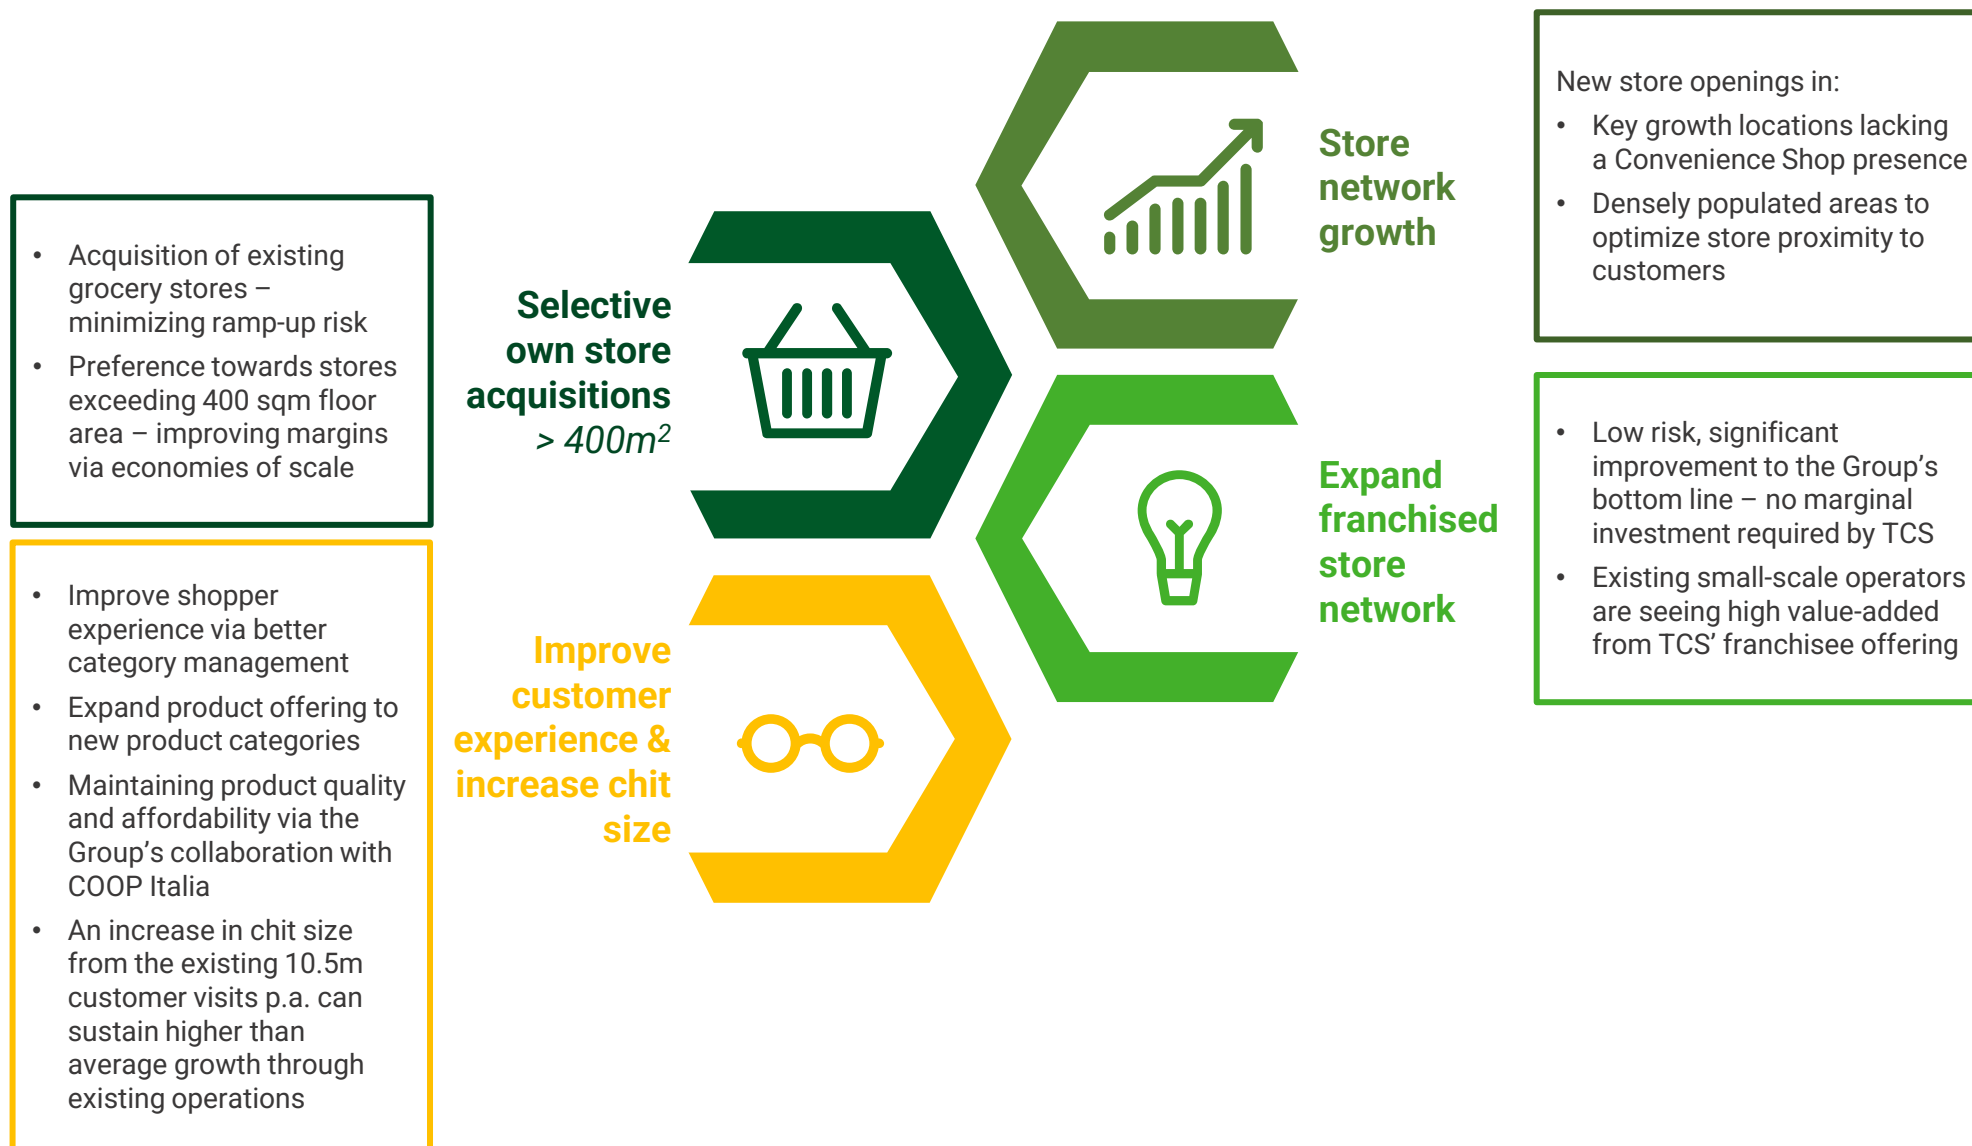 • Acquisition of existing
grocery stores –
minimizing ramp-up risk
• Preference towards stores
exceeding 400 sqm floor
area – improving margins
via economies of scale
Selective
own store
acquisitions
> 400m²
Store
network
growth
New store openings in:
• Key growth locations lacking
a Convenience Shop presence
• Densely populated areas to
optimize store proximity to
customers
Expand
franchised
store
network
• Low risk, significant
improvement to the Group’s
bottom line – no marginal
investment required by TCS
• Existing small-scale operators
are seeing high value-added
from TCS’ franchisee offering
• Improve shopper
experience via better
category management
• Expand product offering to
new product categories
• Maintaining product quality
and affordability via the
Group’s collaboration with
COOP Italia
• An increase in chit size
from the existing 10.5m
customer visits p.a. can
sustain higher than
average growth through
existing operations
Improve
customer
experience &
increase chit
size